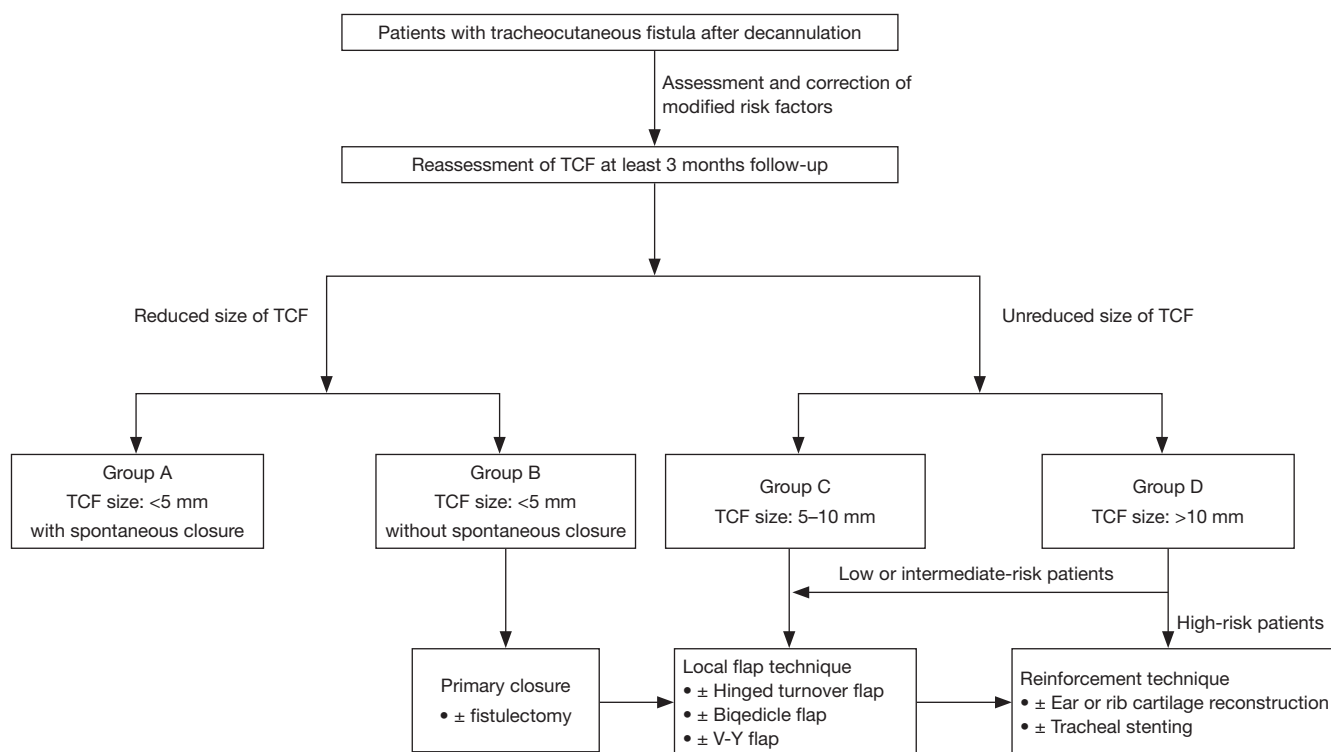 Patients with tracheocutaneous fistula after decannulation
Assessment and correction of
modified risk factors
Reassessment of TCF at least 3 months follow-up
Reduced size of TCF
Unreduced size of TCF
Group A
TCF size: <5 mm
with spontaneous closure
Group B
TCF size: <5 mm
without spontaneous closure
Group C
TCF size: 5–10 mm
Group D
TCF size: >10 mm
Low or intermediate-risk patients
High-risk patients
Primary closure
• ± fistulectomy
Local flap technique
• ± Hinged turnover flap
• ± Biqedicle flap
• ± V-Y flap
Reinforcement technique
• ± Ear or rib cartilage reconstruction
• ± Tracheal stenting